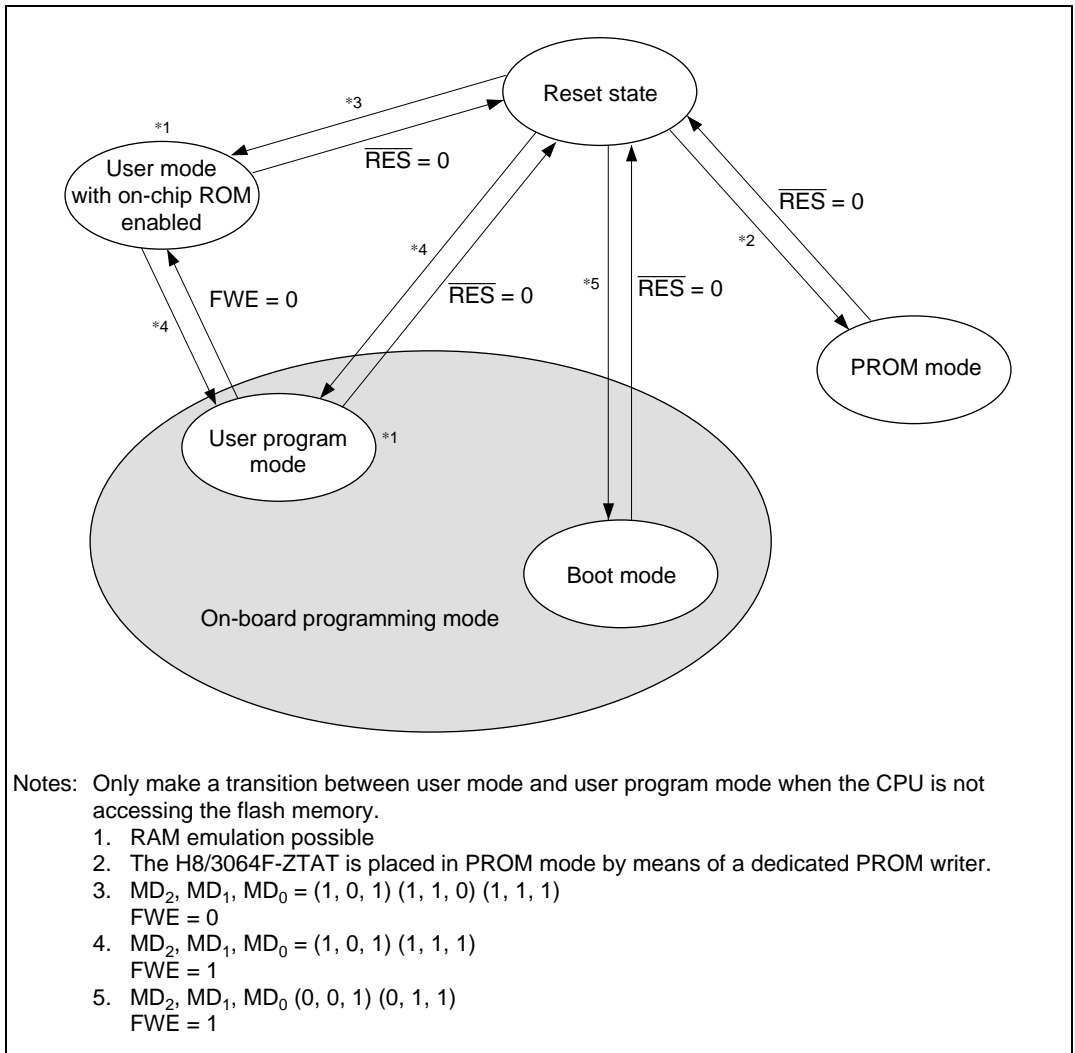 Reset state
*3
*1
R̅E̅S̅ = 0
User mode
with on-chip ROM
enabled
R̅E̅S̅ = 0
*4
*2
FWE = 0
R̅E̅S̅ = 0
*5
R̅E̅S̅ = 0
*4
PROM mode
User program
mode
*1
Boot mode
On-board programming mode
Notes: Only make a transition between user mode and user program mode when the CPU is not
accessing the flash memory.
1. RAM emulation possible
2. The H8/3064F-ZTAT is placed in PROM mode by means of a dedicated PROM writer.
3. MD₂, MD₁, MD₀ = (1, 0, 1) (1, 1, 0) (1, 1, 1)
FWE = 0
4. MD₂, MD₁, MD₀ = (1, 0, 1) (1, 1, 1)
FWE = 1
5. MD₂, MD₁, MD₀ (0, 0, 1) (0, 1, 1)
FWE = 1